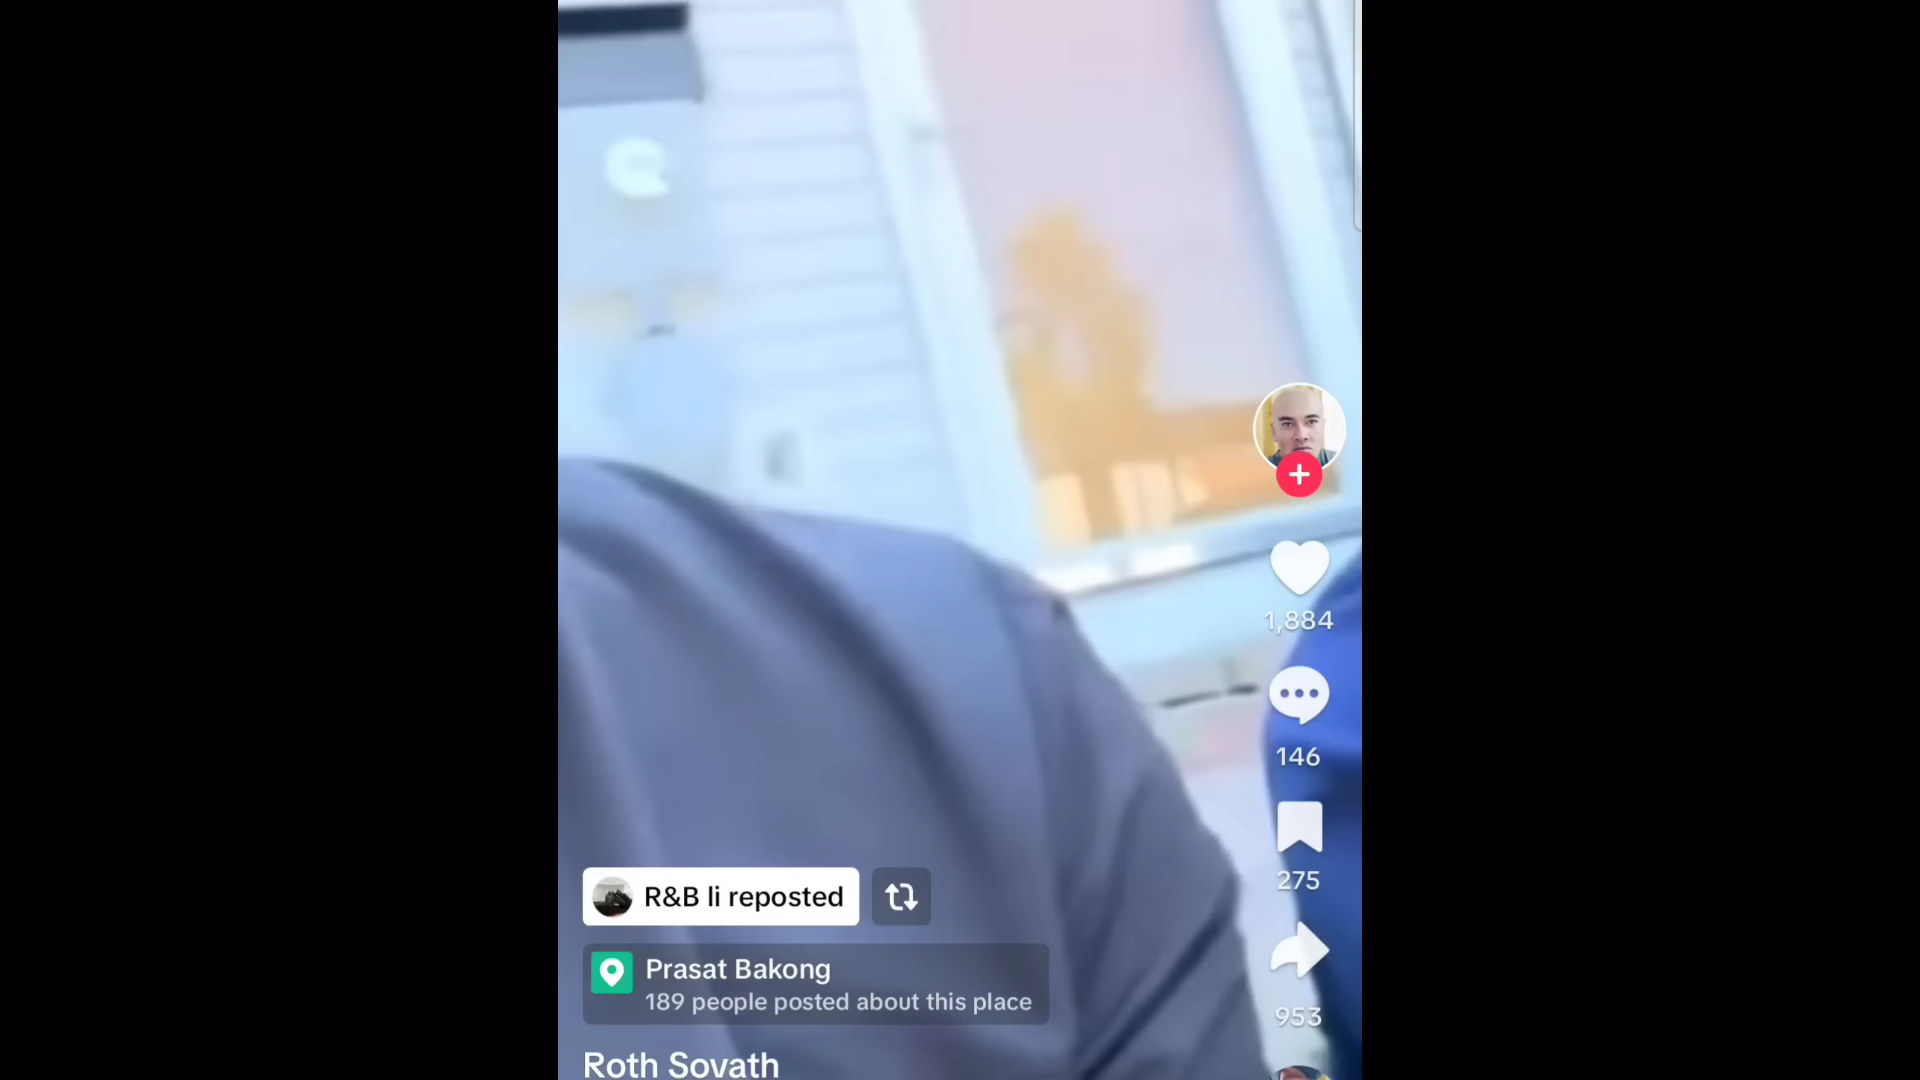 1,884
146
275
R&B li reposted
Prasat Bakong
189 people posted about this place
953
Roth Sovath